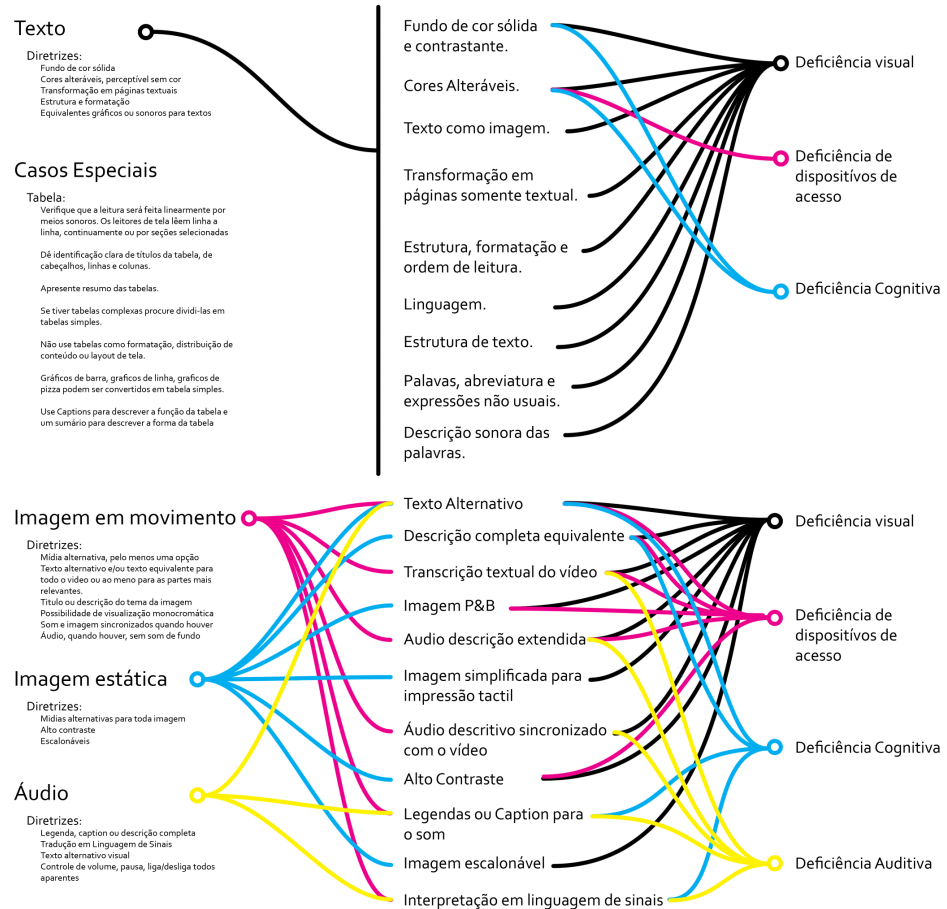 Texto
Diretrizes:
Fundo de cor sólida
Cores alteráveis, perceptível sem cor
Transformação em páginas textuais
Estrutura e formatação
Equivalentes gráficos ou sonoros para textos
Casos Especiais
Tabela:
Verifique que a leitura será feita linearmente por
meios sonoros. Os leitores de tela lêem linha a
linha, continuamente ou por seções selecionadas
Dê identificação clara de títulos da tabela, de
cabeçalhos, linhas e colunas.
Apresente resumo das tabelas.
Se tiver tabelas complexas procure dividi-las em
tabelas simples.
Não use tabelas como formatação, distribuição de
conteúdo ou layout de tela.
Gráficos de barra, graficos de linha, graficos de
pizza podem ser convertidos em tabela simples.
Use Captions para descrever a função da tabela e
um sumário para descrever a forma da tabela
Fundo de cor sólida
e contrastante.
Cores Alteráveis.
Texto como imagem.
Transformação em
páginas somente textual.
Estrutura, formatação e
ordem de leitura.
Linguagem.
Estrutura de texto.
Palavas, abreviatura e
expressões não usuais.
Descrição sonora das
palavras.
Deficiência visual
Deficiência de
dispositívos de
acesso
Deficiência Cognitiva
Imagem em movimento
Diretrizes:
Mídia alternativa, pelo menos uma opção
Texto alternativo e/ou texto equivalente para
todo o video ou ao menos para as partes mais
relevantes.
Titulo ou descrição do tema da imagem
Possibilidade de visualização monocromática
Som e imagem sincronizados quando houver
Áudio, quando houver, sem som de fundo
Imagem estática
Diretrizes:
Midias alternativas para toda imagem
Alto contraste
Escalonáveis
Áudio
Diretrizes:
Legenda, caption ou descrição completa
Tradução em Linguagem de Sinais
Texto alternativo visual
Controle de volume, pausa, liga/desliga todos
aparentes
Texto Alternativo
Descrição completa equivalente
Transcrição textual do vídeo
Imagem P&B
Audio descrição extendida
Imagem simplificada para
impressão tactil
Áudio descritivo sincronizado
com o vídeo
Alto Contraste
Legendas ou Caption para
o som
Imagem escalonável
Interpretação em linguagem de sinais
Deficiência visual
Deficiência de
dispositívos de
acesso
Deficiência Cognitiva
Deficiência Auditiva